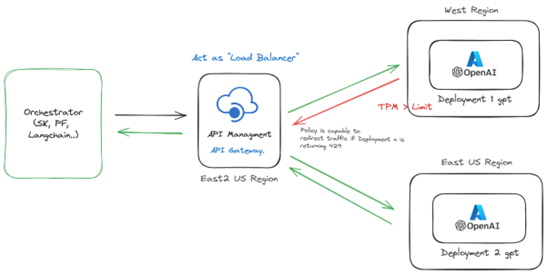 West Region
OpenAI
Deployment 1 gpt
Act as "Load Balancer"
Orchestrator
(SK, PF,
Langchain..)
API Managment
API Gateway.
East2 US Region
TPM > Limit
Policy is capable to
redirect traffic if Deployment n is
returning 429
East US Region
OpenAI
Deployment 2 gpt